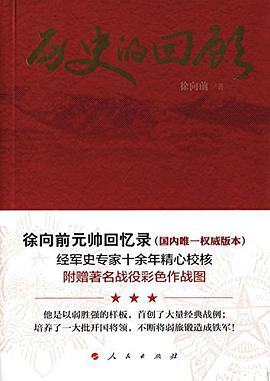 历史的回顾
徐向前 著
徐向前元帅回忆录(国内唯一权威版本)
经军史专家十余年精心校核
附赠著名战役彩色作战图
★★★
他是以弱胜强的样板,首创了大量经典战例;
培养了一大批开国将领,不断将弱旅锻造成铁军!
人民出版社